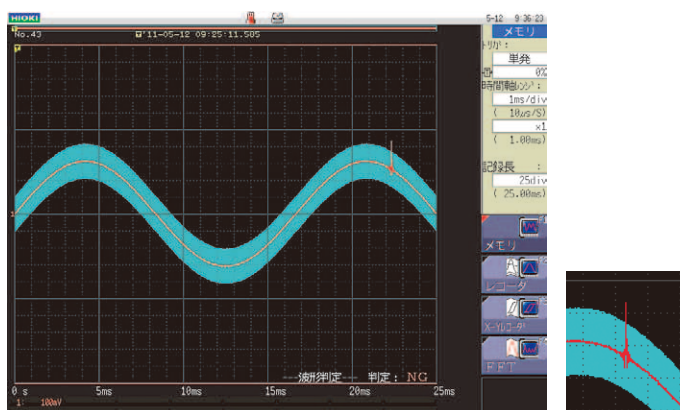 HIOKI
5-12 9:36:23
No.43 '11-05-12 09:25:11.505
メモリ
トリガ:
単発
0%
時間軸レンジ:
1ms/div
( 10us/S)
×1
( 1.00ms)
記録長 :
25div
( 25.00ms)
メモリ
レコーダ
X-Yレコーダ
FFT
---波形判定--- 判定: NG
0 s 5ms 10ms 15ms 20ms 25ms
1: 100mV